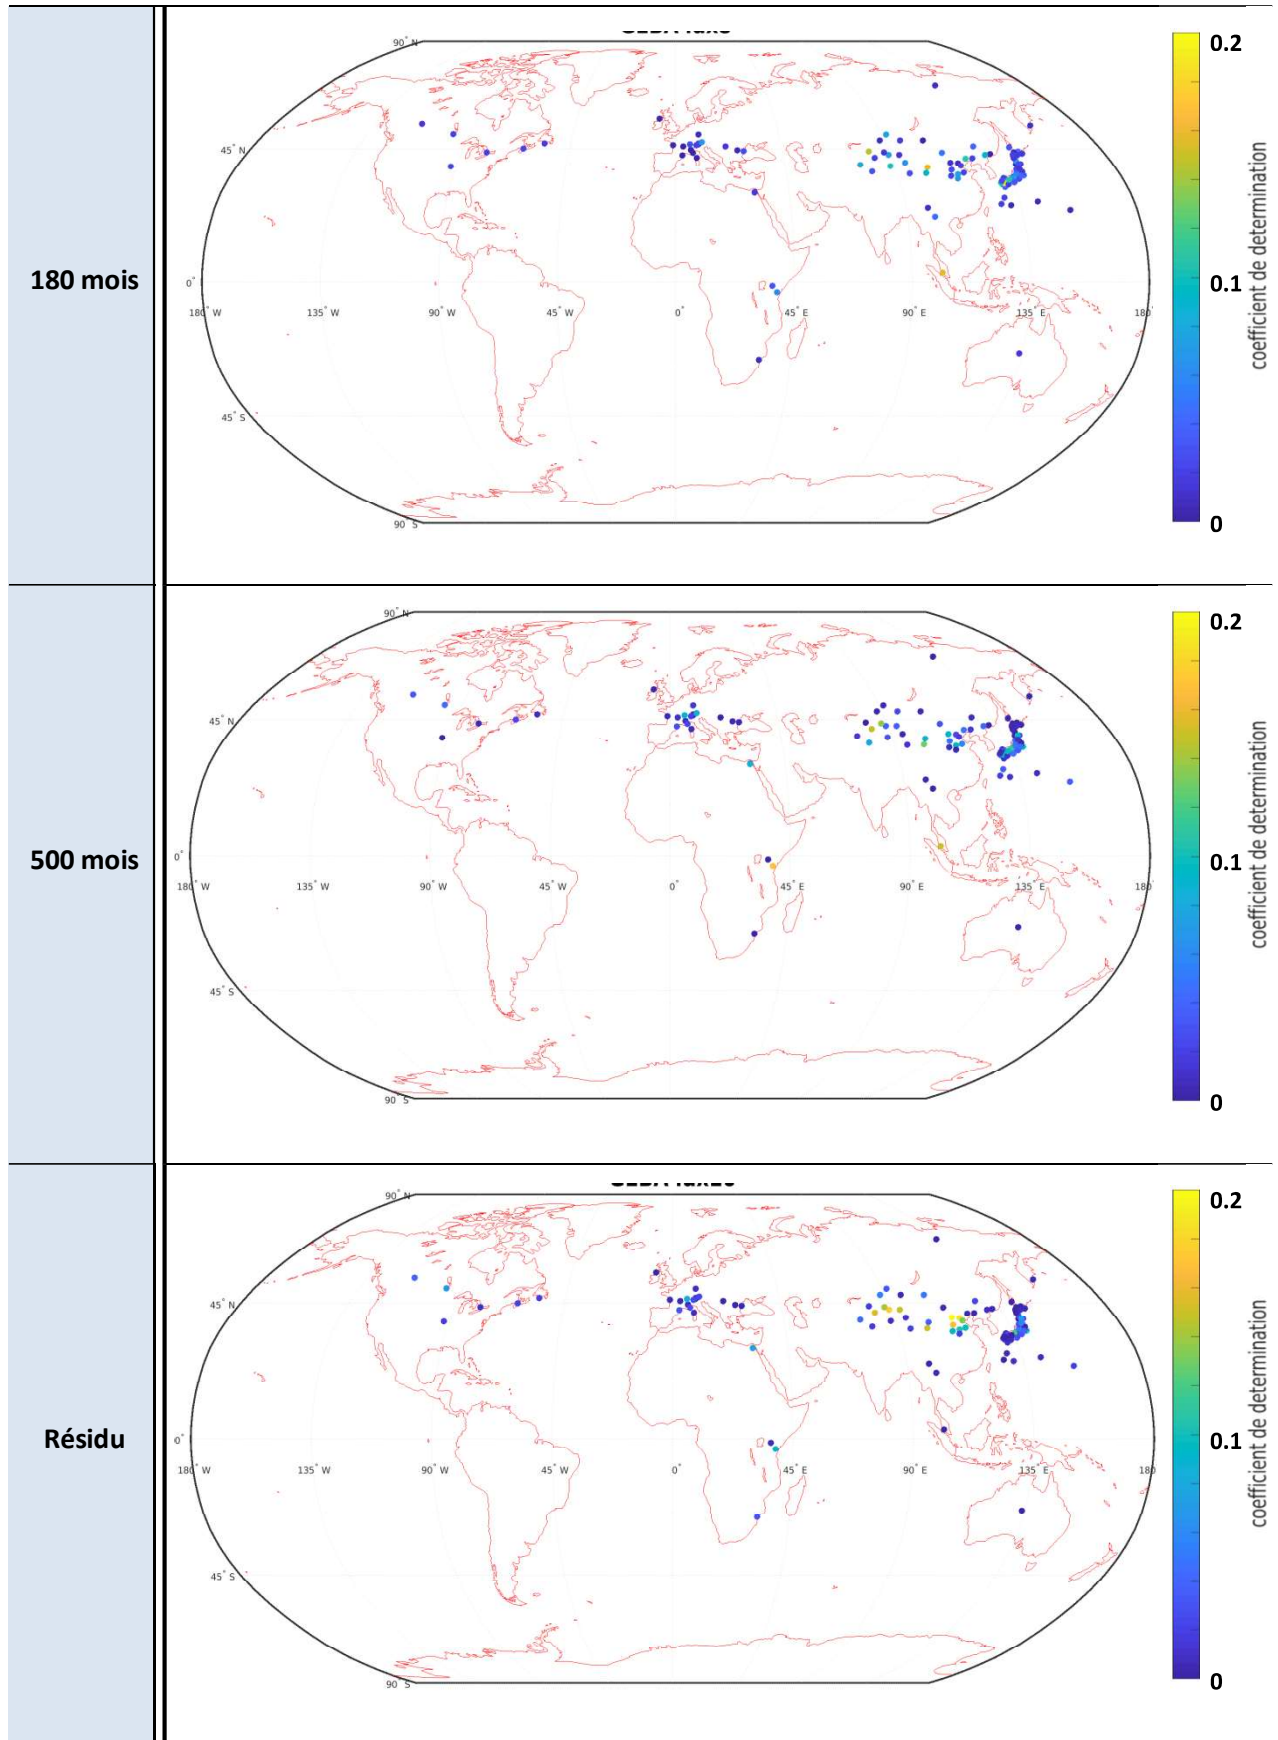 90° N
0.2
45° N
coefficient de determination
180 mois
0°
0.1
180° W
135° W
90° W
45° W
0°
45° E
90° E
135° E
180°
45° S
90° S
0
90° N
0.2
45° N
coefficient de determination
500 mois
0°
0.1
180° W
135° W
90° W
45° W
0°
45° E
90° E
135° E
180°
45° S
90° S
0
90° N
0.2
45° N
coefficient de determination
Résidu
0°
0.1
180° W
135° W
90° W
45° W
0°
45° E
90° E
135° E
180
45° S
90° S
0